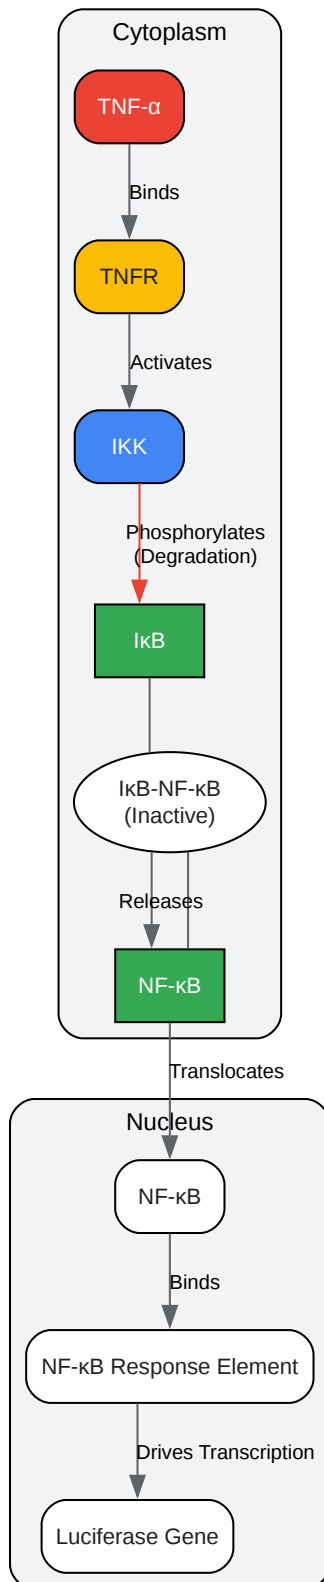 Cytoplasm
TNF-α
Binds
TNFR
Activates
IKK
Phosphorylates
(Degradation)
IκB
IκB-NF-κB
(Inactive)
Releases
NF-κB
Translocates
Nucleus
NF-κB
Binds
NF-κB Response Element
Drives Transcription
Luciferase Gene